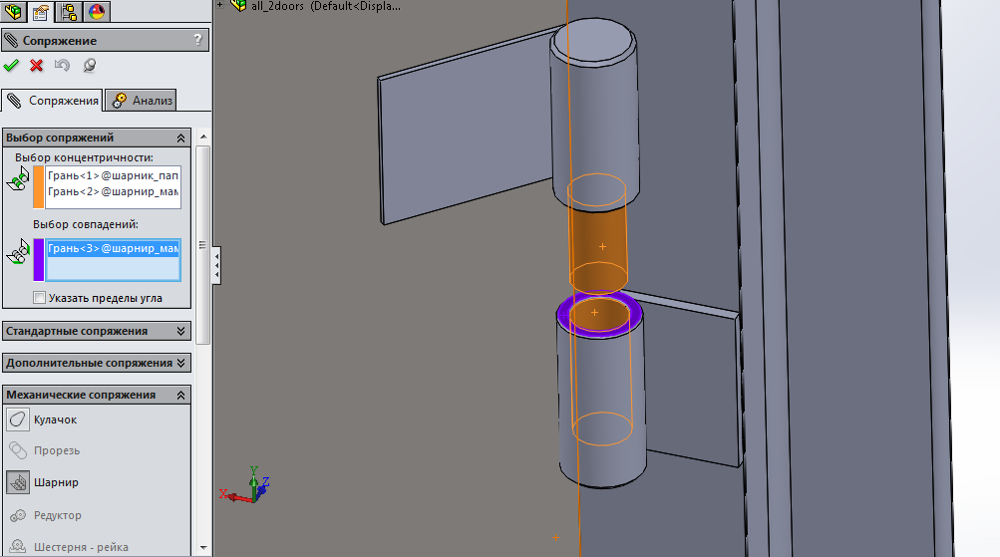 all_2doors (Default<Displa...
Сопряжение
?
Сопряжения
Анализ
Выбор сопряжений
Выбор концентричности:
Грань<1>@шарник_пап
Грань<2>@шарнир_мам
Выбор совпадений:
Грань<3>@шарнир_мам
Указать пределы угла
Стандартные сопряжения
Дополнительные сопряжения
Механические сопряжения
Кулачок
Прорезь
Шарнир
Редуктор
Шестерня - рейка
Y
Z
X